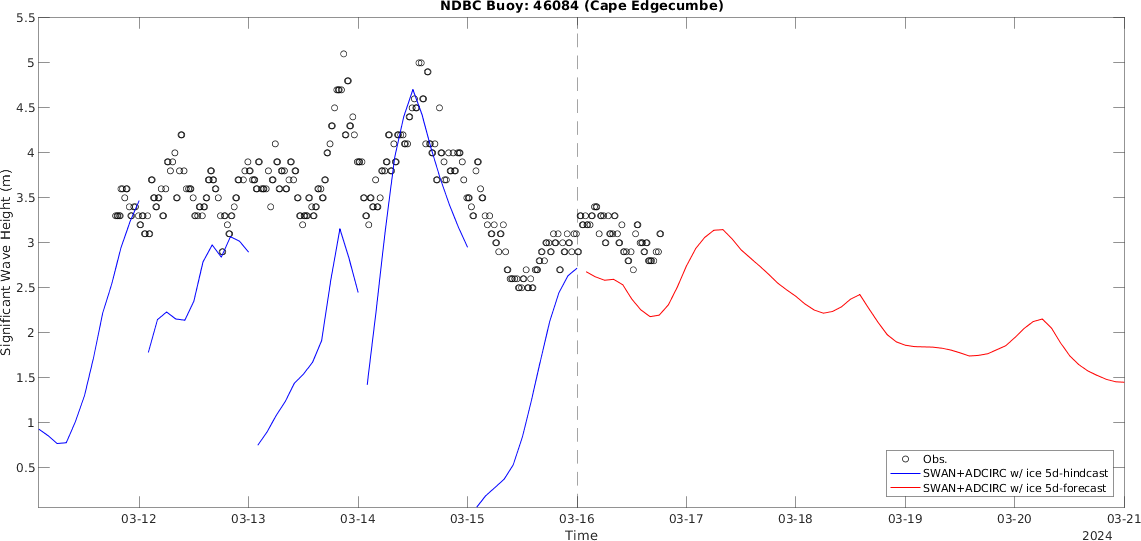 NDBC Buoy: 46084 (Cape Edgecumbe)
5.5
5
4.5
4
3.5
3
2.5
2
1.5
1
0.5
Significant Wave Height (m)
Obs.
SWAN+ADCIRC w/ ice 5d-hindcast
SWAN+ADCIRC w/ ice 5d-forecast
03-12 03-13 03-14 03-15 03-16 03-17 03-18 03-19 03-20 03-21
Time
2024